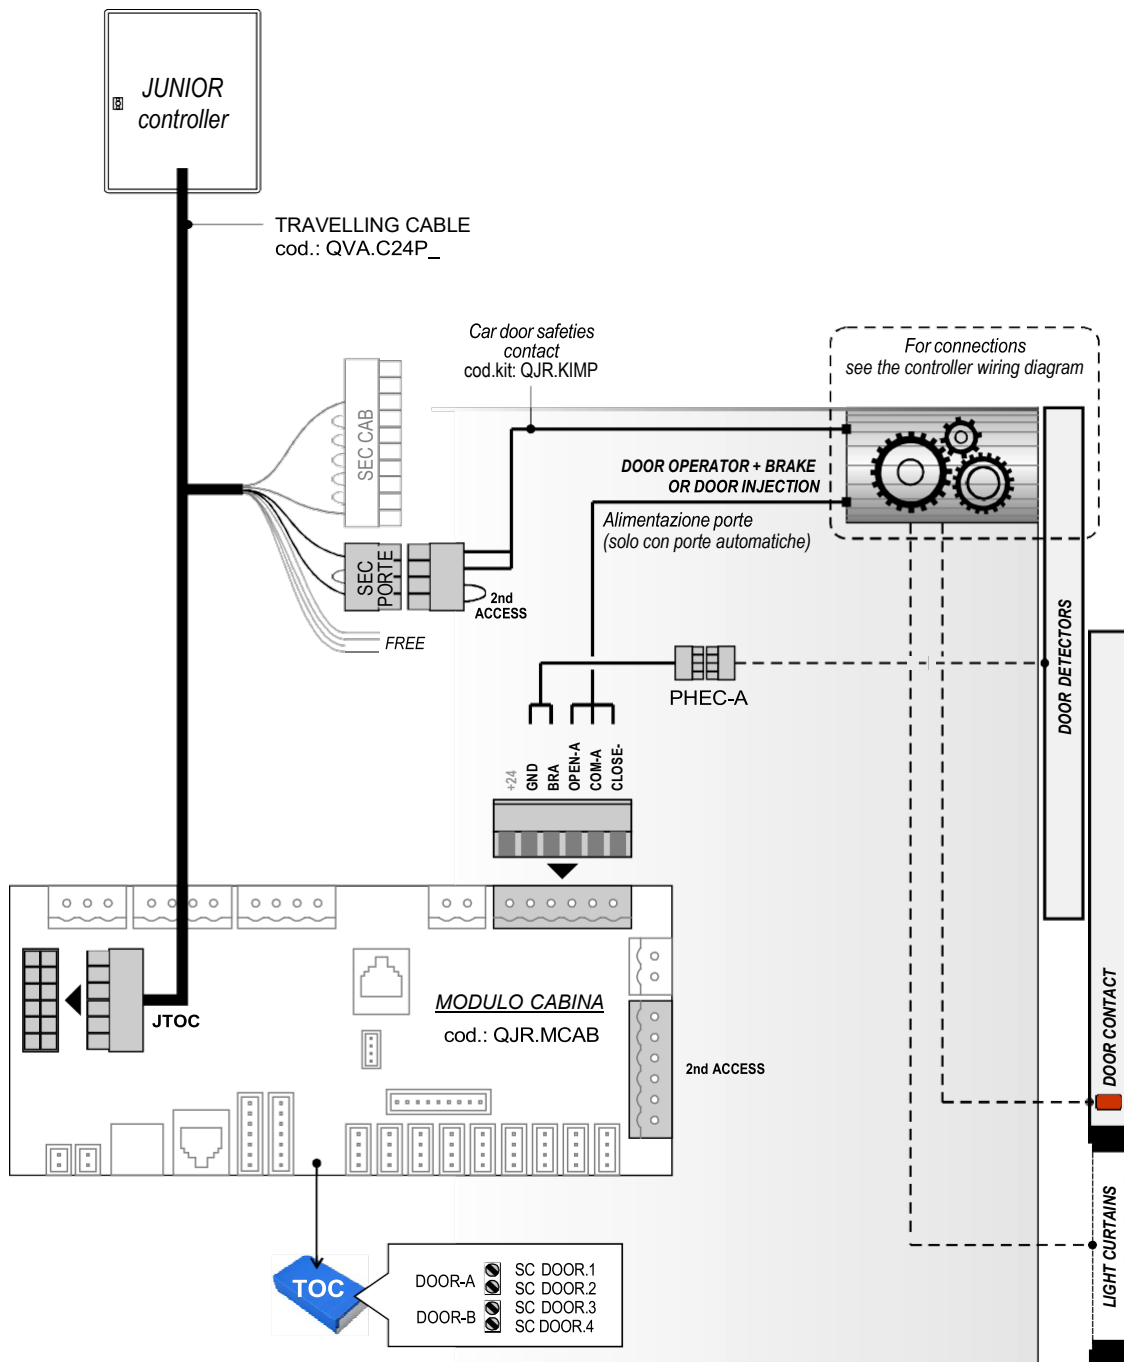 JUNIOR
controller
TRAVELLING CABLE
cod.: QVA.C24P_
Car door safeties
contact
cod.kit: QJR.KIMP
For connections
see the controller wiring diagram
SEC CAB
DOOR OPERATOR + BRAKE
OR DOOR INJECTION
Alimentazione porte
(solo con porte automatiche)
SEC
PORTE
2nd
ACCESS
FREE
DOOR DETECTORS
PHEC-A
+24
GND
BRA
OPEN-A
COM-A
CLOSE-
JTOC
MODULO CABINA
cod.: QJR.MCAB
2nd ACCESS
DOOR CONTACT
LIGHT CURTAINS
TOC
DOOR-A
SC DOOR.1
SC DOOR.2
DOOR-B
SC DOOR.3
SC DOOR.4